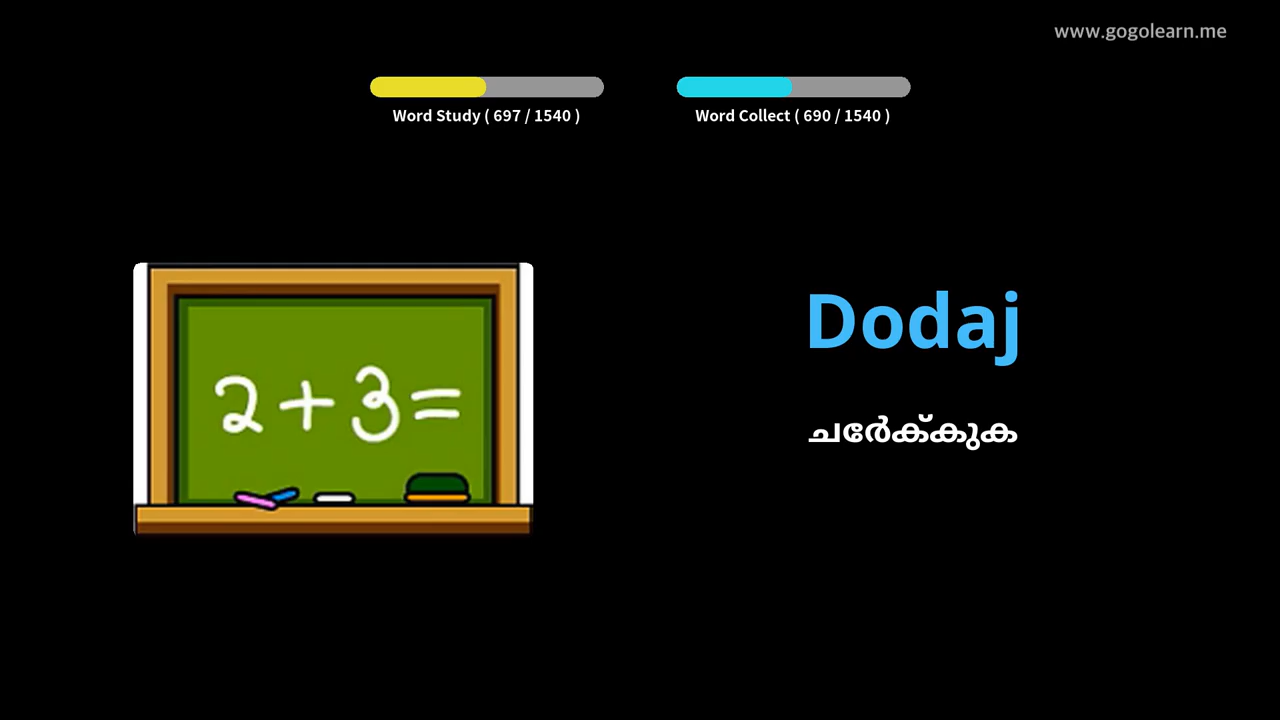 www.gogolearn.me
Word Study ( 697 / 1540 )
Word Collect ( 690 / 1540 )
2 + 3 =
Dodaj
ചേർക്കുക